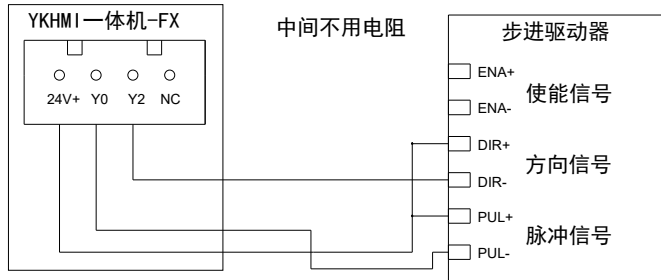 YKHMI一体机-FX
24V+ Y0 Y2 NC
中间不用电阻
步进驱动器
ENA+
使能信号
ENA-
DIR+
方向信号
DIR-
PUL+
脉冲信号
PUL-